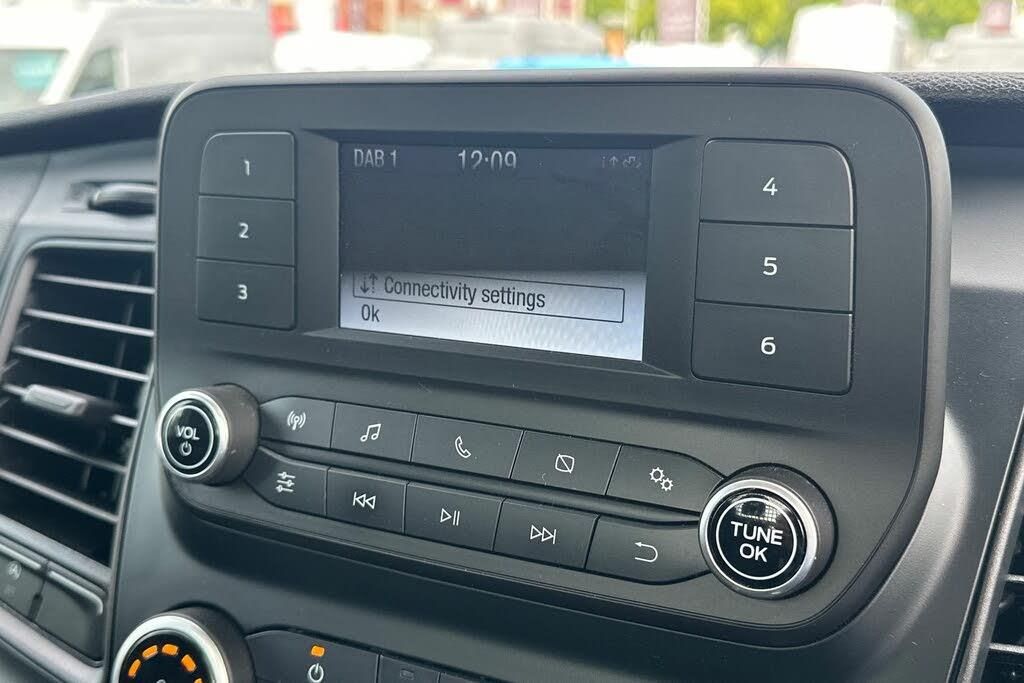 DAB 1 12:09
Connectivity settings
Ok
1
2
3
4
5
6
VOL
TUNE
OK